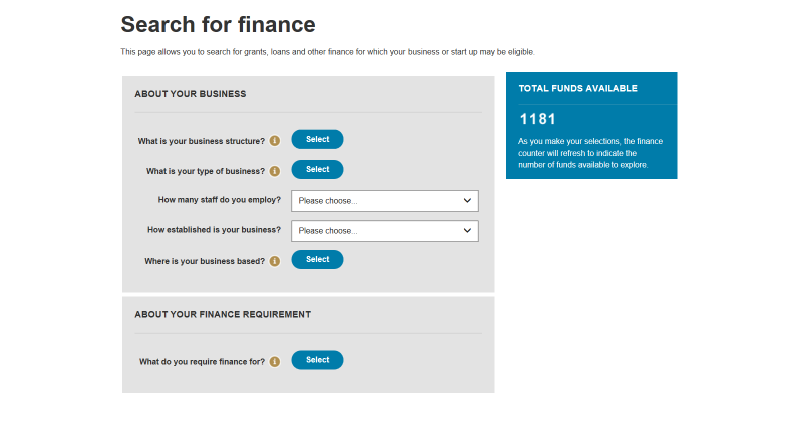 Search for finance
This page allows you to search for grants, loans and other finance for which your business or start up may be eligible.
ABOUT YOUR BUSINESS
What is your business structure? i Select
What is your type of business? i Select
How many staff do you employ? Please choose...
How established is your business? Please choose...
Where is your business based? i Select
ABOUT YOUR FINANCE REQUIREMENT
What do you require finance for? i Select
TOTAL FUNDS AVAILABLE
1181
As you make your selections, the finance
counter will refresh to indicate the
number of funds available to explore.